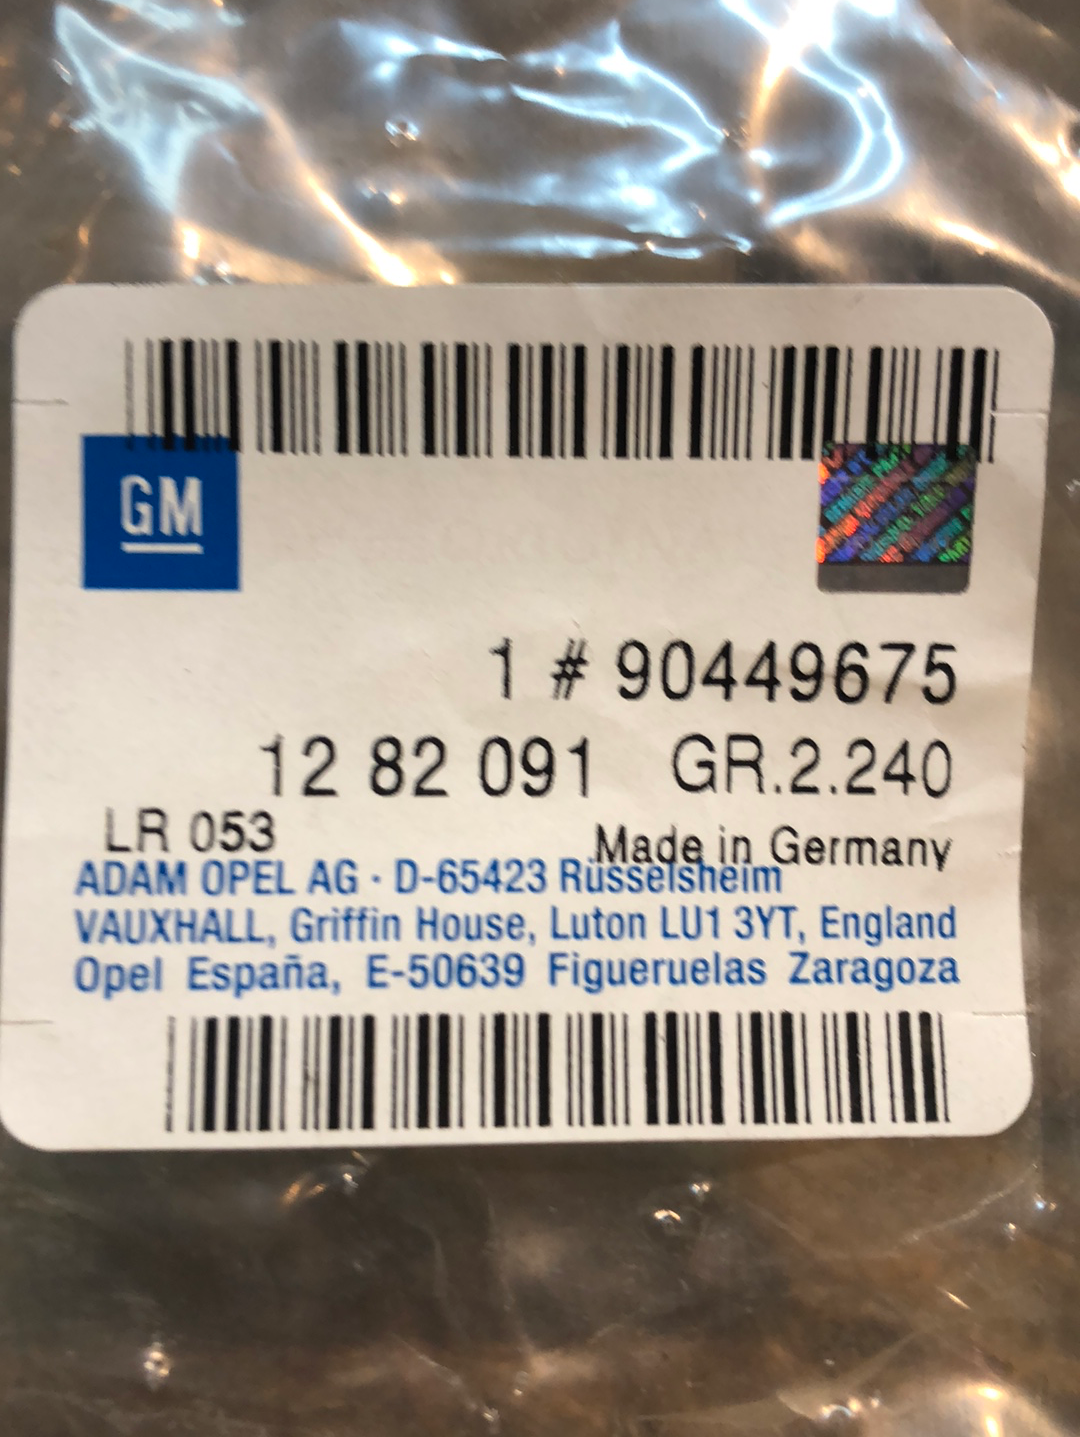 GM
1 # 90449675
12 82 091 GR.2.240
LR 053 Made in Germany
ADAM OPEL AG · D-65423 Rüsselsheim
VAUXHALL, Griffin House, Luton LU1 3YT, England
Opel España, E-50639 Figueruelas Zaragoza